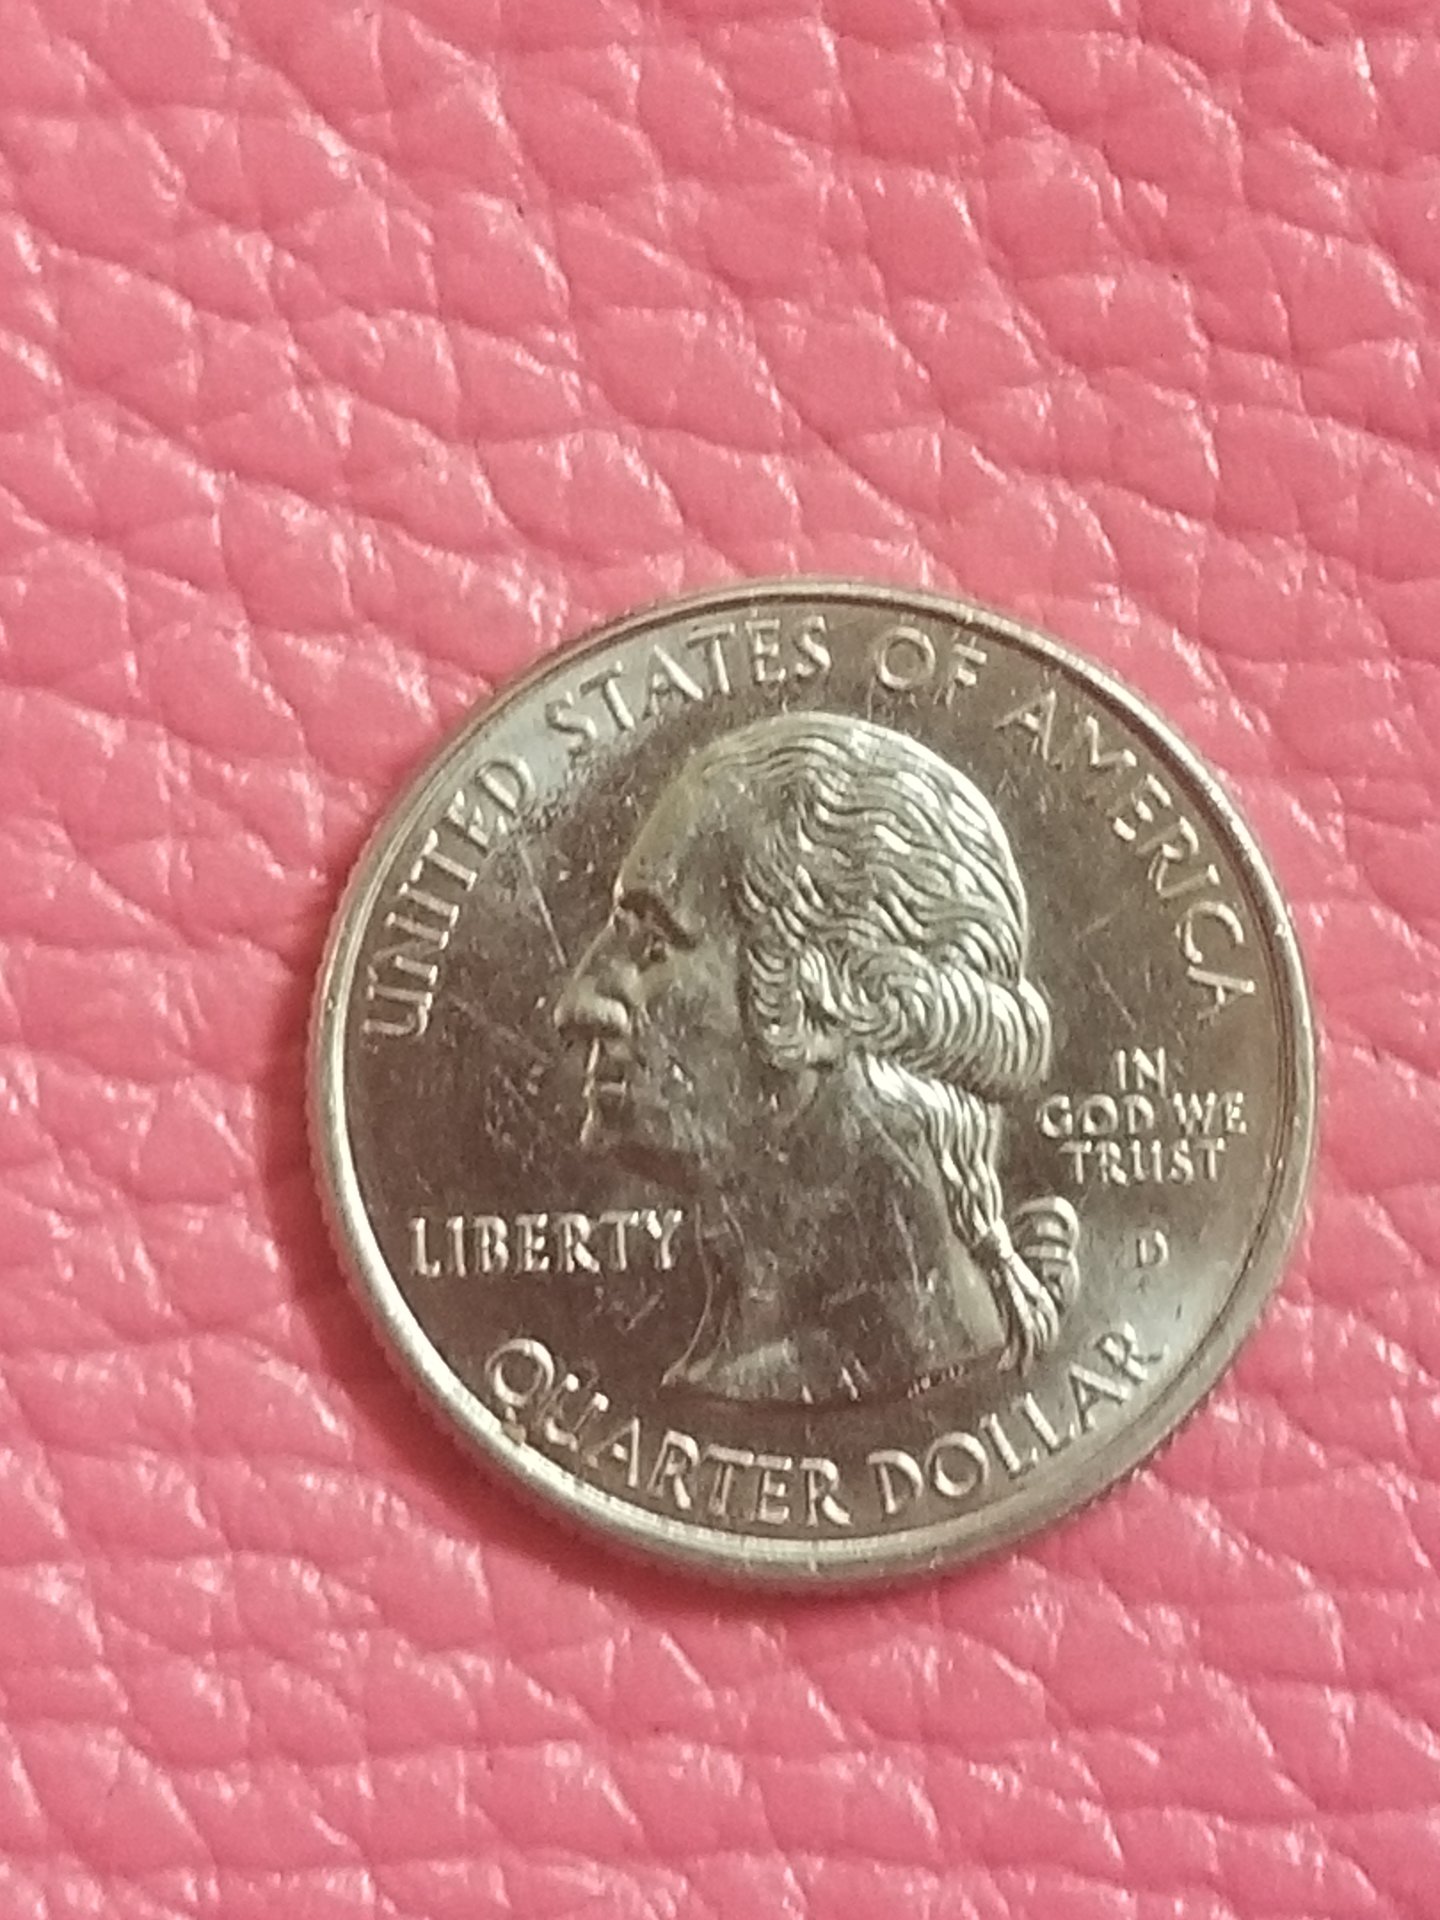 UNITED STATES OF AMERICA
IN
GOD WE
TRUST
LIBERTY
D
QUARTER DOLLAR